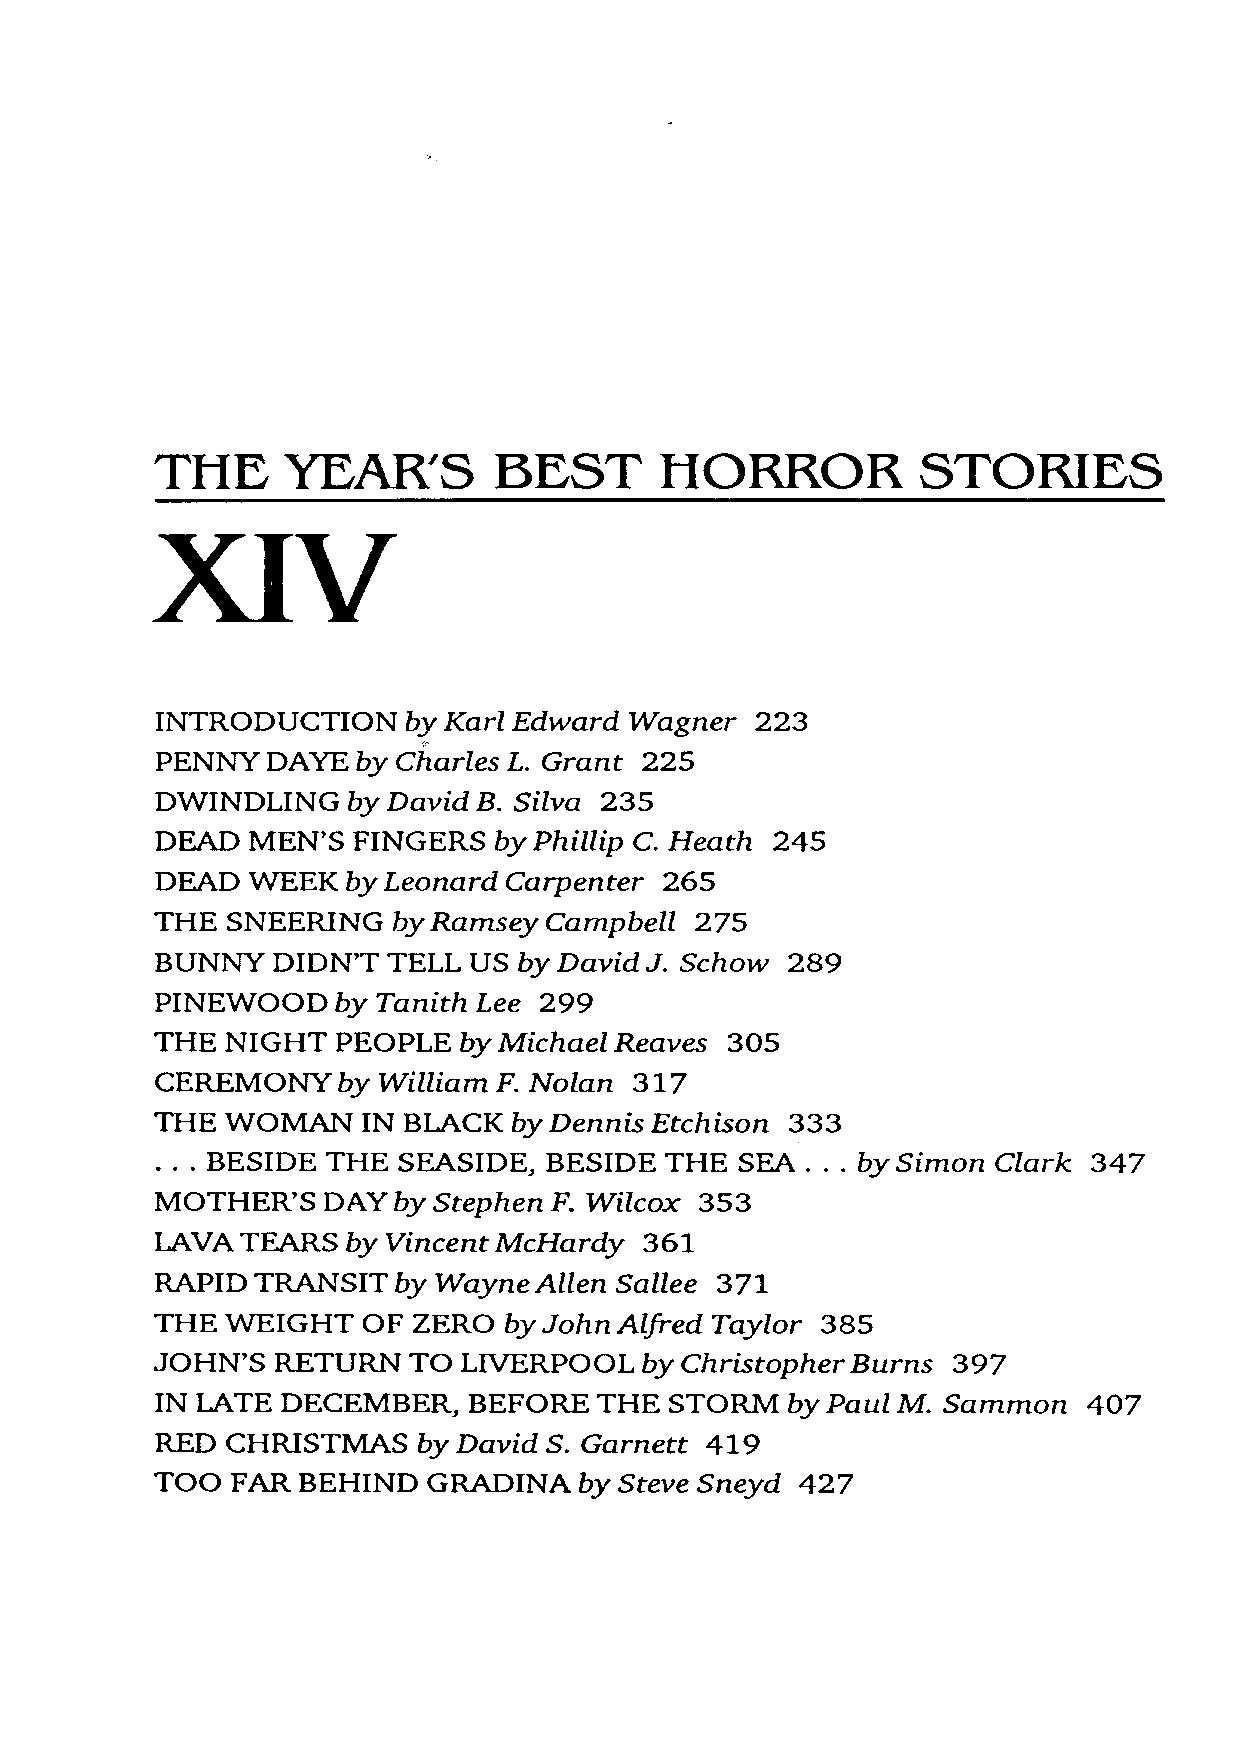 THE YEAR'S BEST HORROR STORIES
XIV
INTRODUCTION by Karl Edward Wagner 223
PENNY DAYE by Charles L. Grant 225
DWINDLING by David B. Silva 235
DEAD MEN'S FINGERS by Phillip C. Heath 245
DEAD WEEK by Leonard Carpenter 265
THE SNEERING by Ramsey Campbell 275
BUNNY DIDN'T TELL US by David J. Schow 289
PINEWOOD by Tanith Lee 299
THE NIGHT PEOPLE by Michael Reaves 305
CEREMONY by William F. Nolan 317
THE WOMAN IN BLACK by Dennis Etchison 333
. . . BESIDE THE SEASIDE, BESIDE THE SEA . . . by Simon Clark 347
MOTHER'S DAY by Stephen F. Wilcox 353
LAVA TEARS by Vincent McHardy 361
RAPID TRANSIT by Wayne Allen Sallee 371
THE WEIGHT OF ZERO by John Alfred Taylor 385
JOHN'S RETURN TO LIVERPOOL by Christopher Burns 397
IN LATE DECEMBER, BEFORE THE STORM by Paul M. Sammon 407
RED CHRISTMAS by David S. Garnett 419
TOO FAR BEHIND GRADINA by Steve Sneyd 427